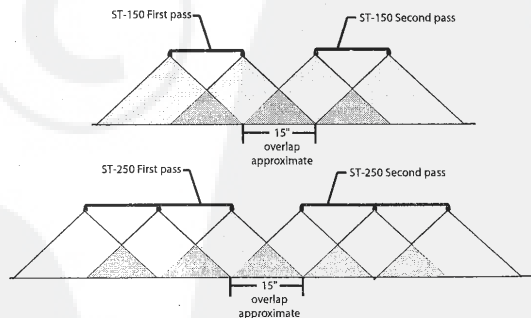 ST-150 First pass
ST-150 Second pass
15"
overlap
approximate
ST-250 First pass
ST-250 Second pass
15"
overlap
approximate